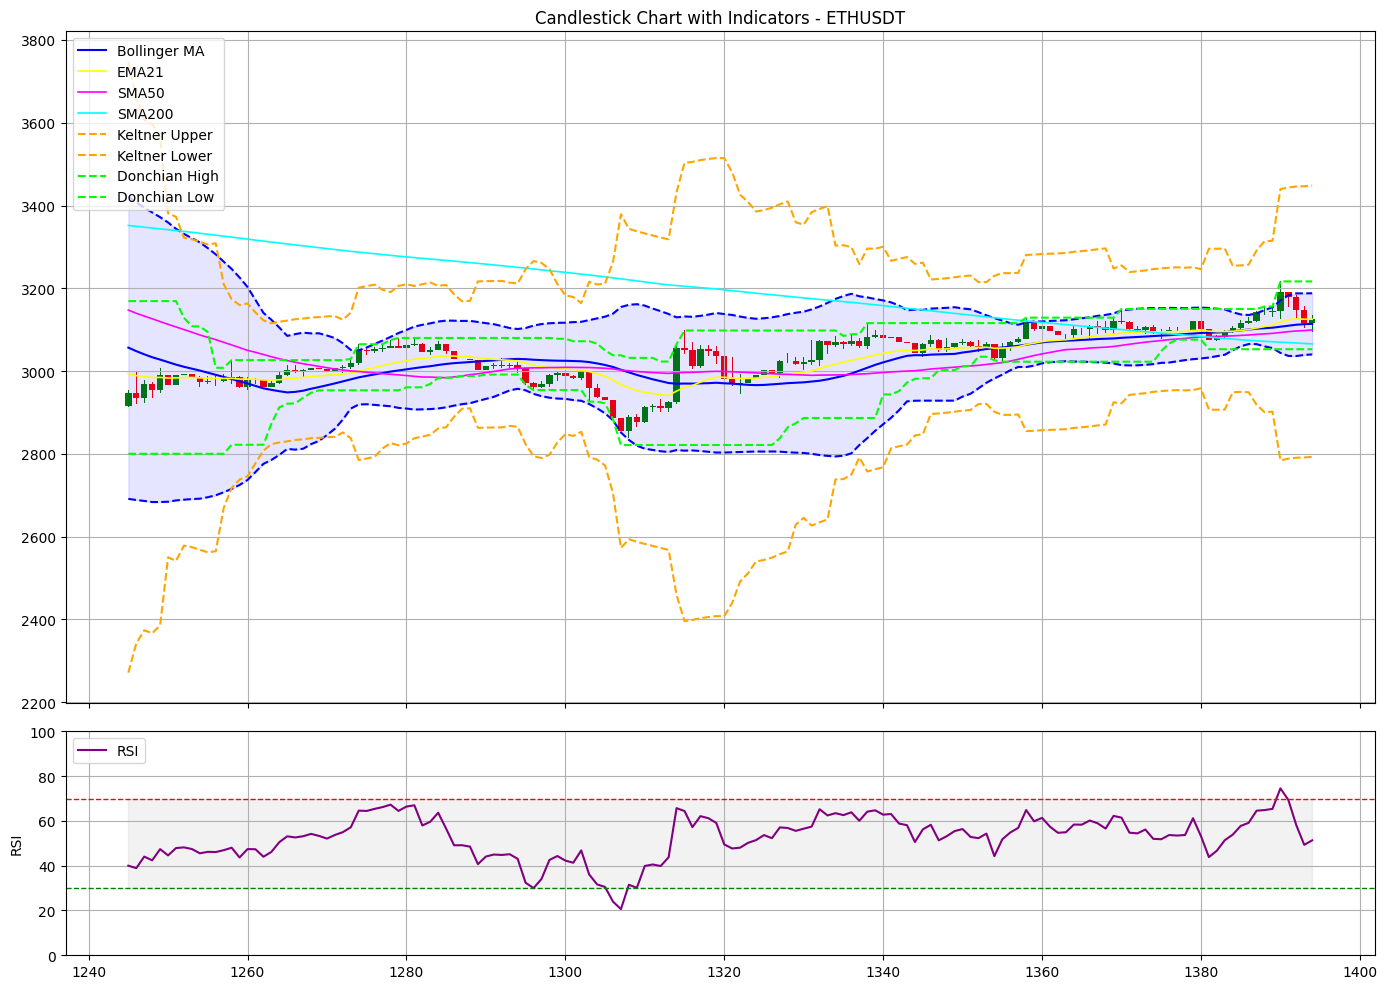 Candlestick Chart with Indicators - ETHUSDT
3800
3600
3400
3200
3000
2800
2600
2400
2200
Bollinger MA
EMA21
SMA50
SMA200
Keltner Upper
Keltner Lower
Donchian High
Donchian Low
100
80
60
40
20
0
RSI
RSI
1240 1260 1280 1300 1320 1340 1360 1380 1400